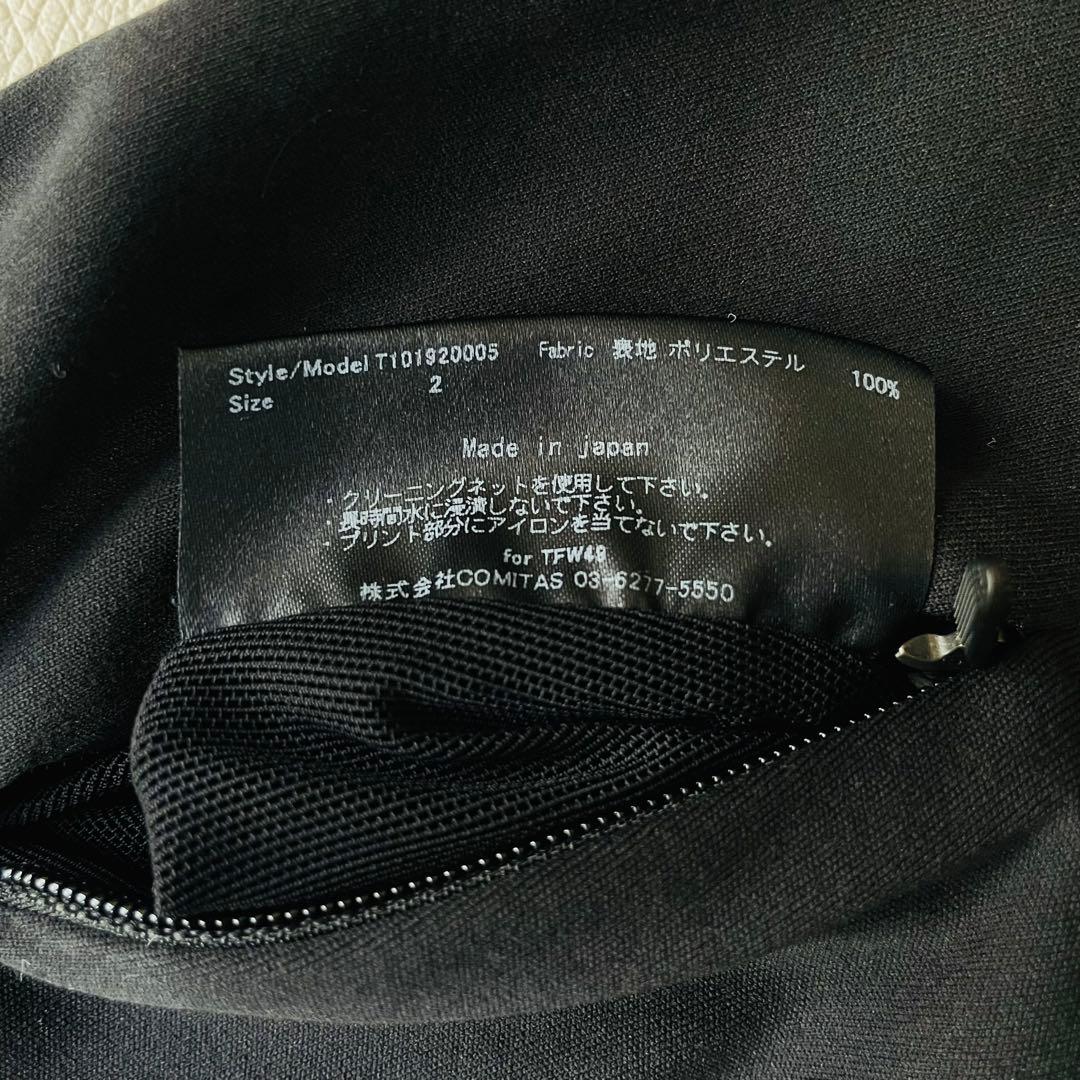 Style/Model T101920005 Fabric 表地 ポリエステル 100%
Size 2
Made in japan
・クリーニングネットを使用して下さい。
・長時間水に浸漬しないで下さい。
・プリント部分にアイロンを当てないで下さい。
for TFW49
株式会社COMITAS 03-6277-5550